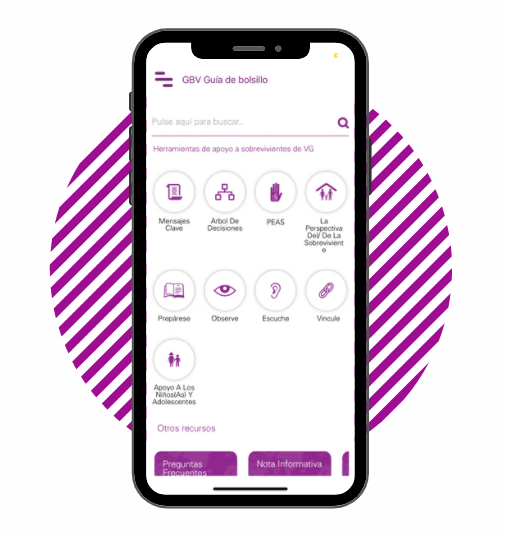 GBV Guía de bolsillo
Pulse aquí para buscar...
Herramientas de apoyo a sobrevivientes de VG
Mensajes
Clave
Arbol De
Decisiones
PEAS
La
Perspectiva
Del/ De La
Sobrevivient
e
Prepárese
Observe
Escuche
Vincule
Apoyo A Los
Niños(As) Y
Adolescentes
Otros recursos
Preguntas
Frecuentes
Nota Informativa